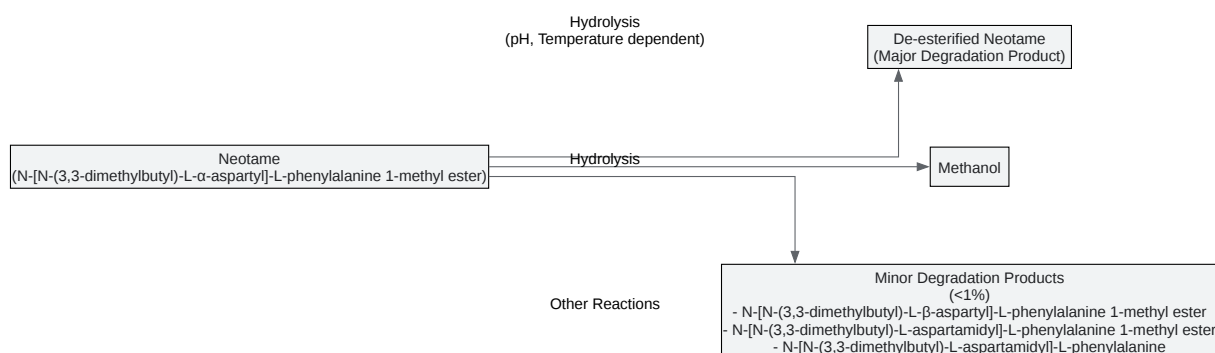 Hydrolysis
(pH, Temperature dependent)
De-esterified Neotame
(Major Degradation Product)
Neotame
(N-[N-(3,3-dimethylbutyl)-L-α-aspartyl]-L-phenylalanine 1-methyl ester)
Hydrolysis
Methanol
Other Reactions
Minor Degradation Products
(<1%)
- N-[N-(3,3-dimethylbutyl)-L-β-aspartyl]-L-phenylalanine 1-methyl ester
- N-[N-(3,3-dimethylbutyl)-L-aspartamidyl]-L-phenylalanine 1-methyl ester
- N-[N-(3,3-dimethylbutyl)-L-aspartamidyl]-L-phenylalanine